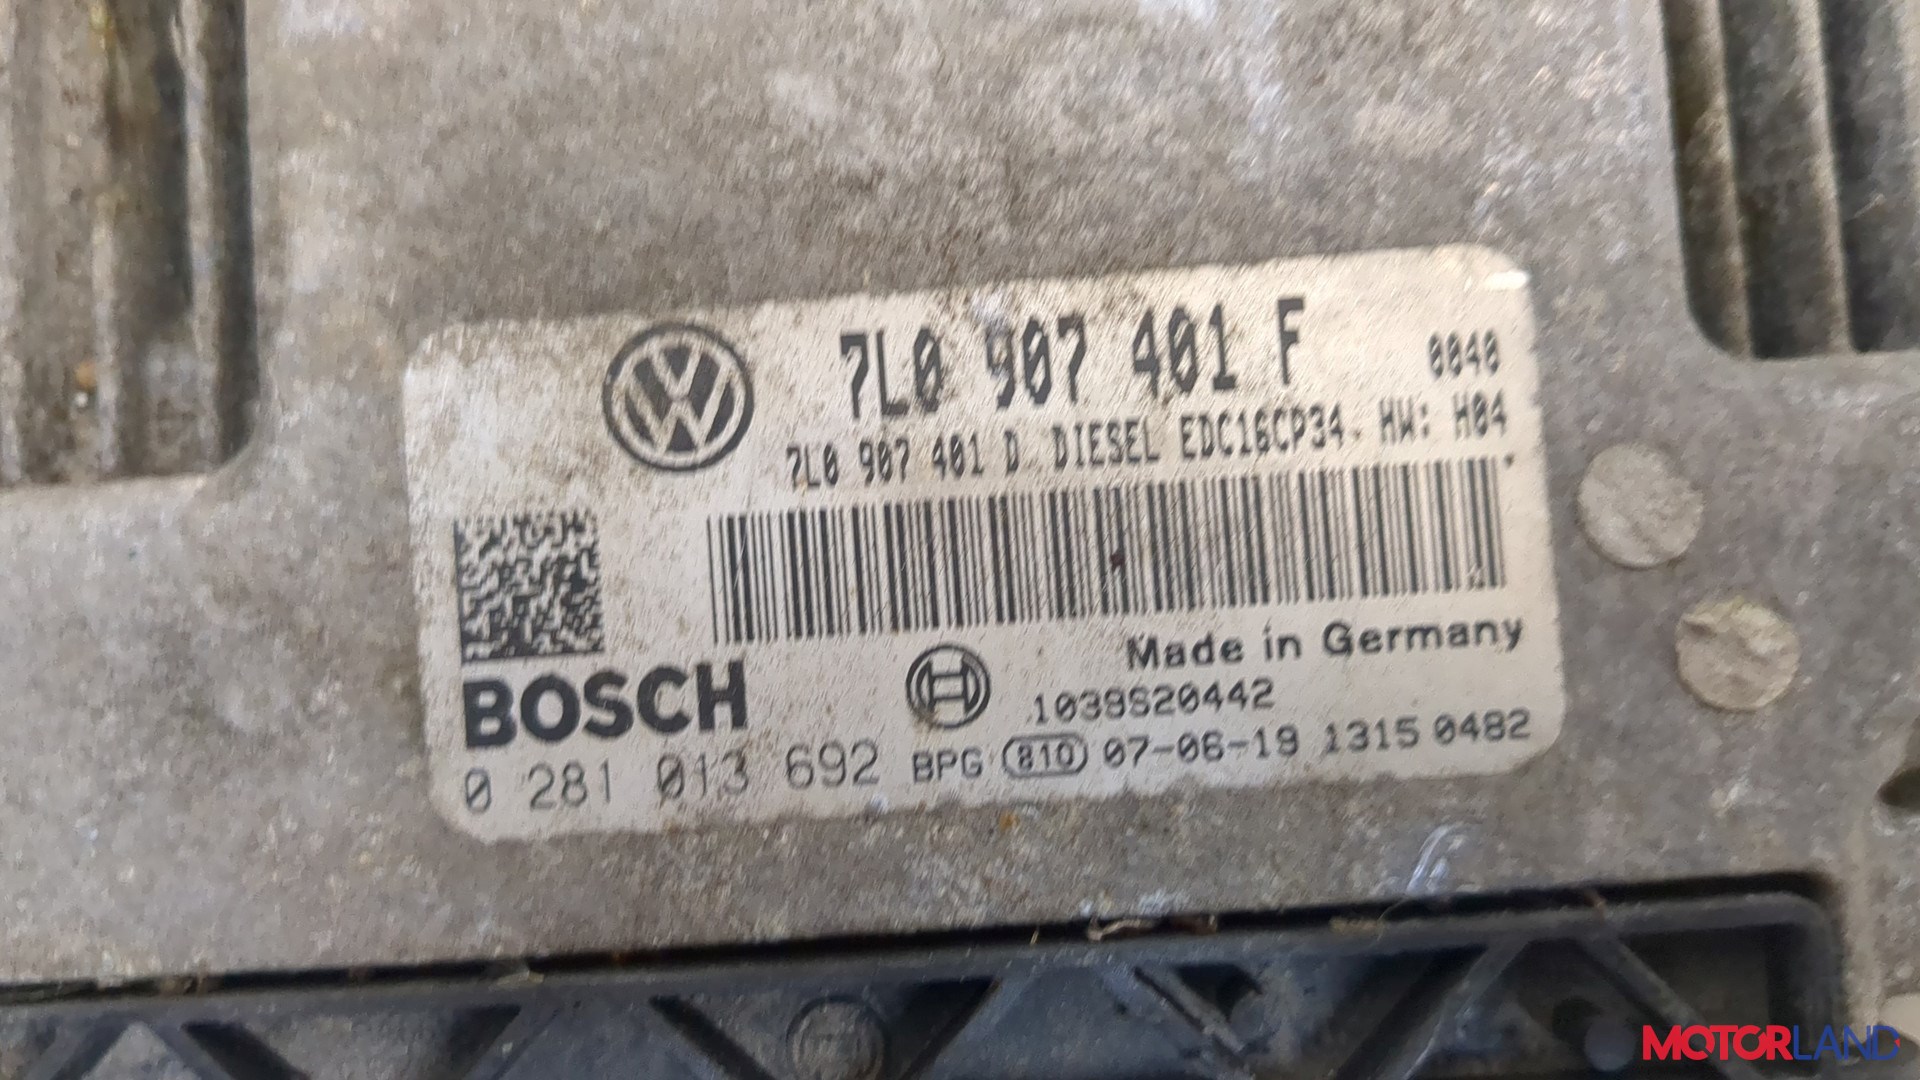 7L0 907 401 F
0040
7L0 907 401 D DIESEL EDC16CP34 HW: H04
Made in Germany
BOSCH
1039S20442
0 281 013 692 BPG 810 07-06-19 1315 0482
MOTORLAND